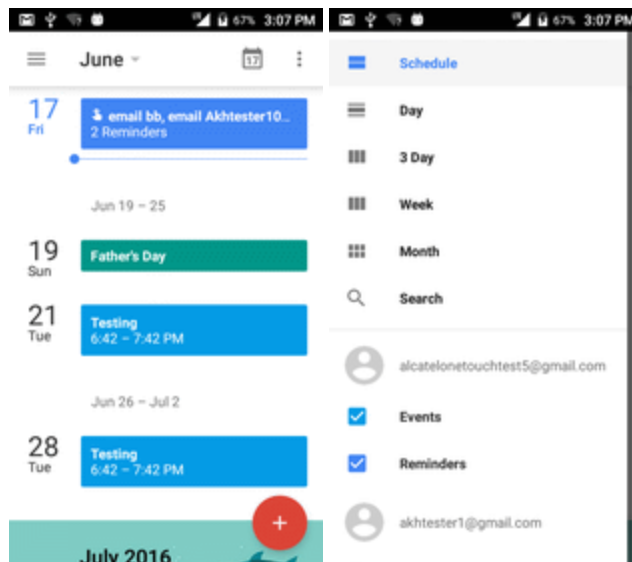 67% 3:07 PM
June
17
17
Fri
email bb, email Akhtester10...
2 Reminders
Jun 19 – 25
19
Sun
Father's Day
21
Tue
Testing
6:42 – 7:42 PM
Jun 26 – Jul 2
28
Tue
Testing
6:42 – 7:42 PM
+
July 2016
67% 3:07 PM
Schedule
Day
3 Day
Week
Month
Search
alcatelonetouchtest5@gmail.com
Events
Reminders
akhtester1@gmail.com